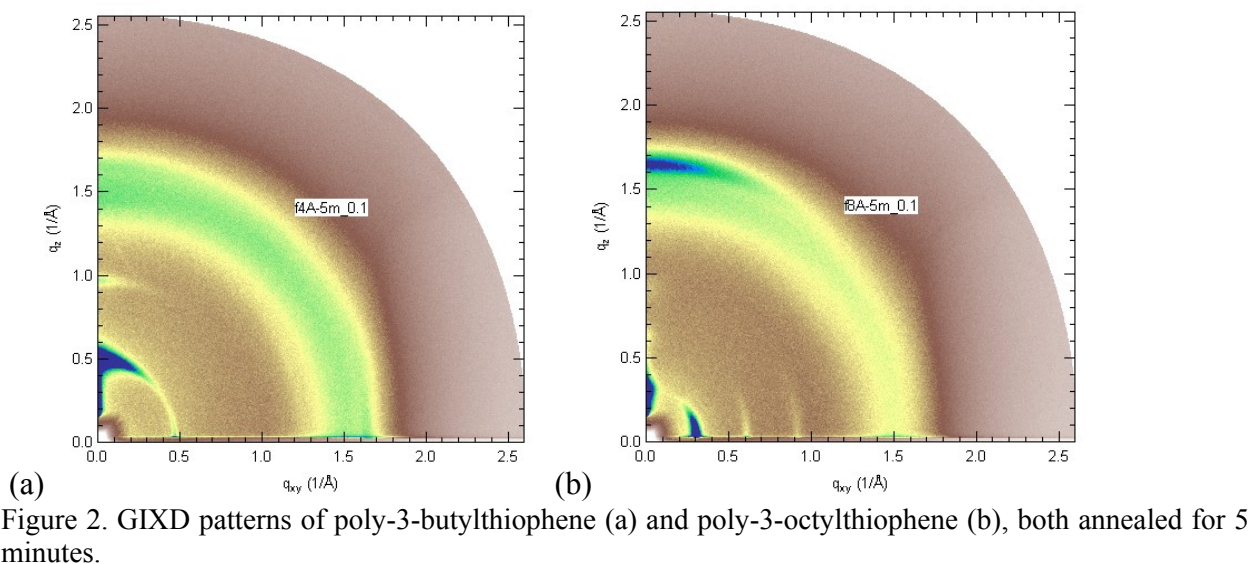 2.5
2.0
1.5
1.0
0.5
0.0
qz (1/Å)
f4A-5m_0.1
0.0 0.5 1.0 1.5 2.0 2.5
qxy (1/Å)
(a)
2.5
2.0
1.5
1.0
0.5
0.0
qz (1/Å)
f8A-5m_0.1
0.0 0.5 1.0 1.5 2.0 2.5
qxy (1/Å)
(b)
Figure 2. GIXD patterns of poly-3-butylthiophene (a) and poly-3-octylthiophene (b), both annealed for 5
minutes.